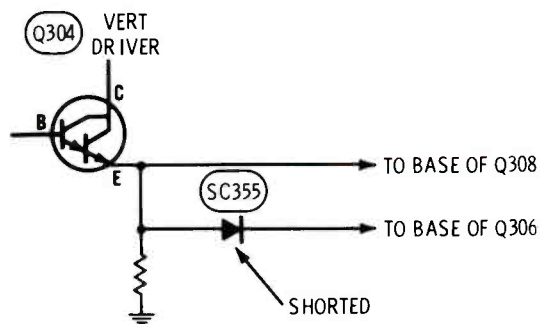 Q304
VERT
DRIVER
C
B
E
TO BASE OF Q308
SC355
TO BASE OF Q306
SHORTED